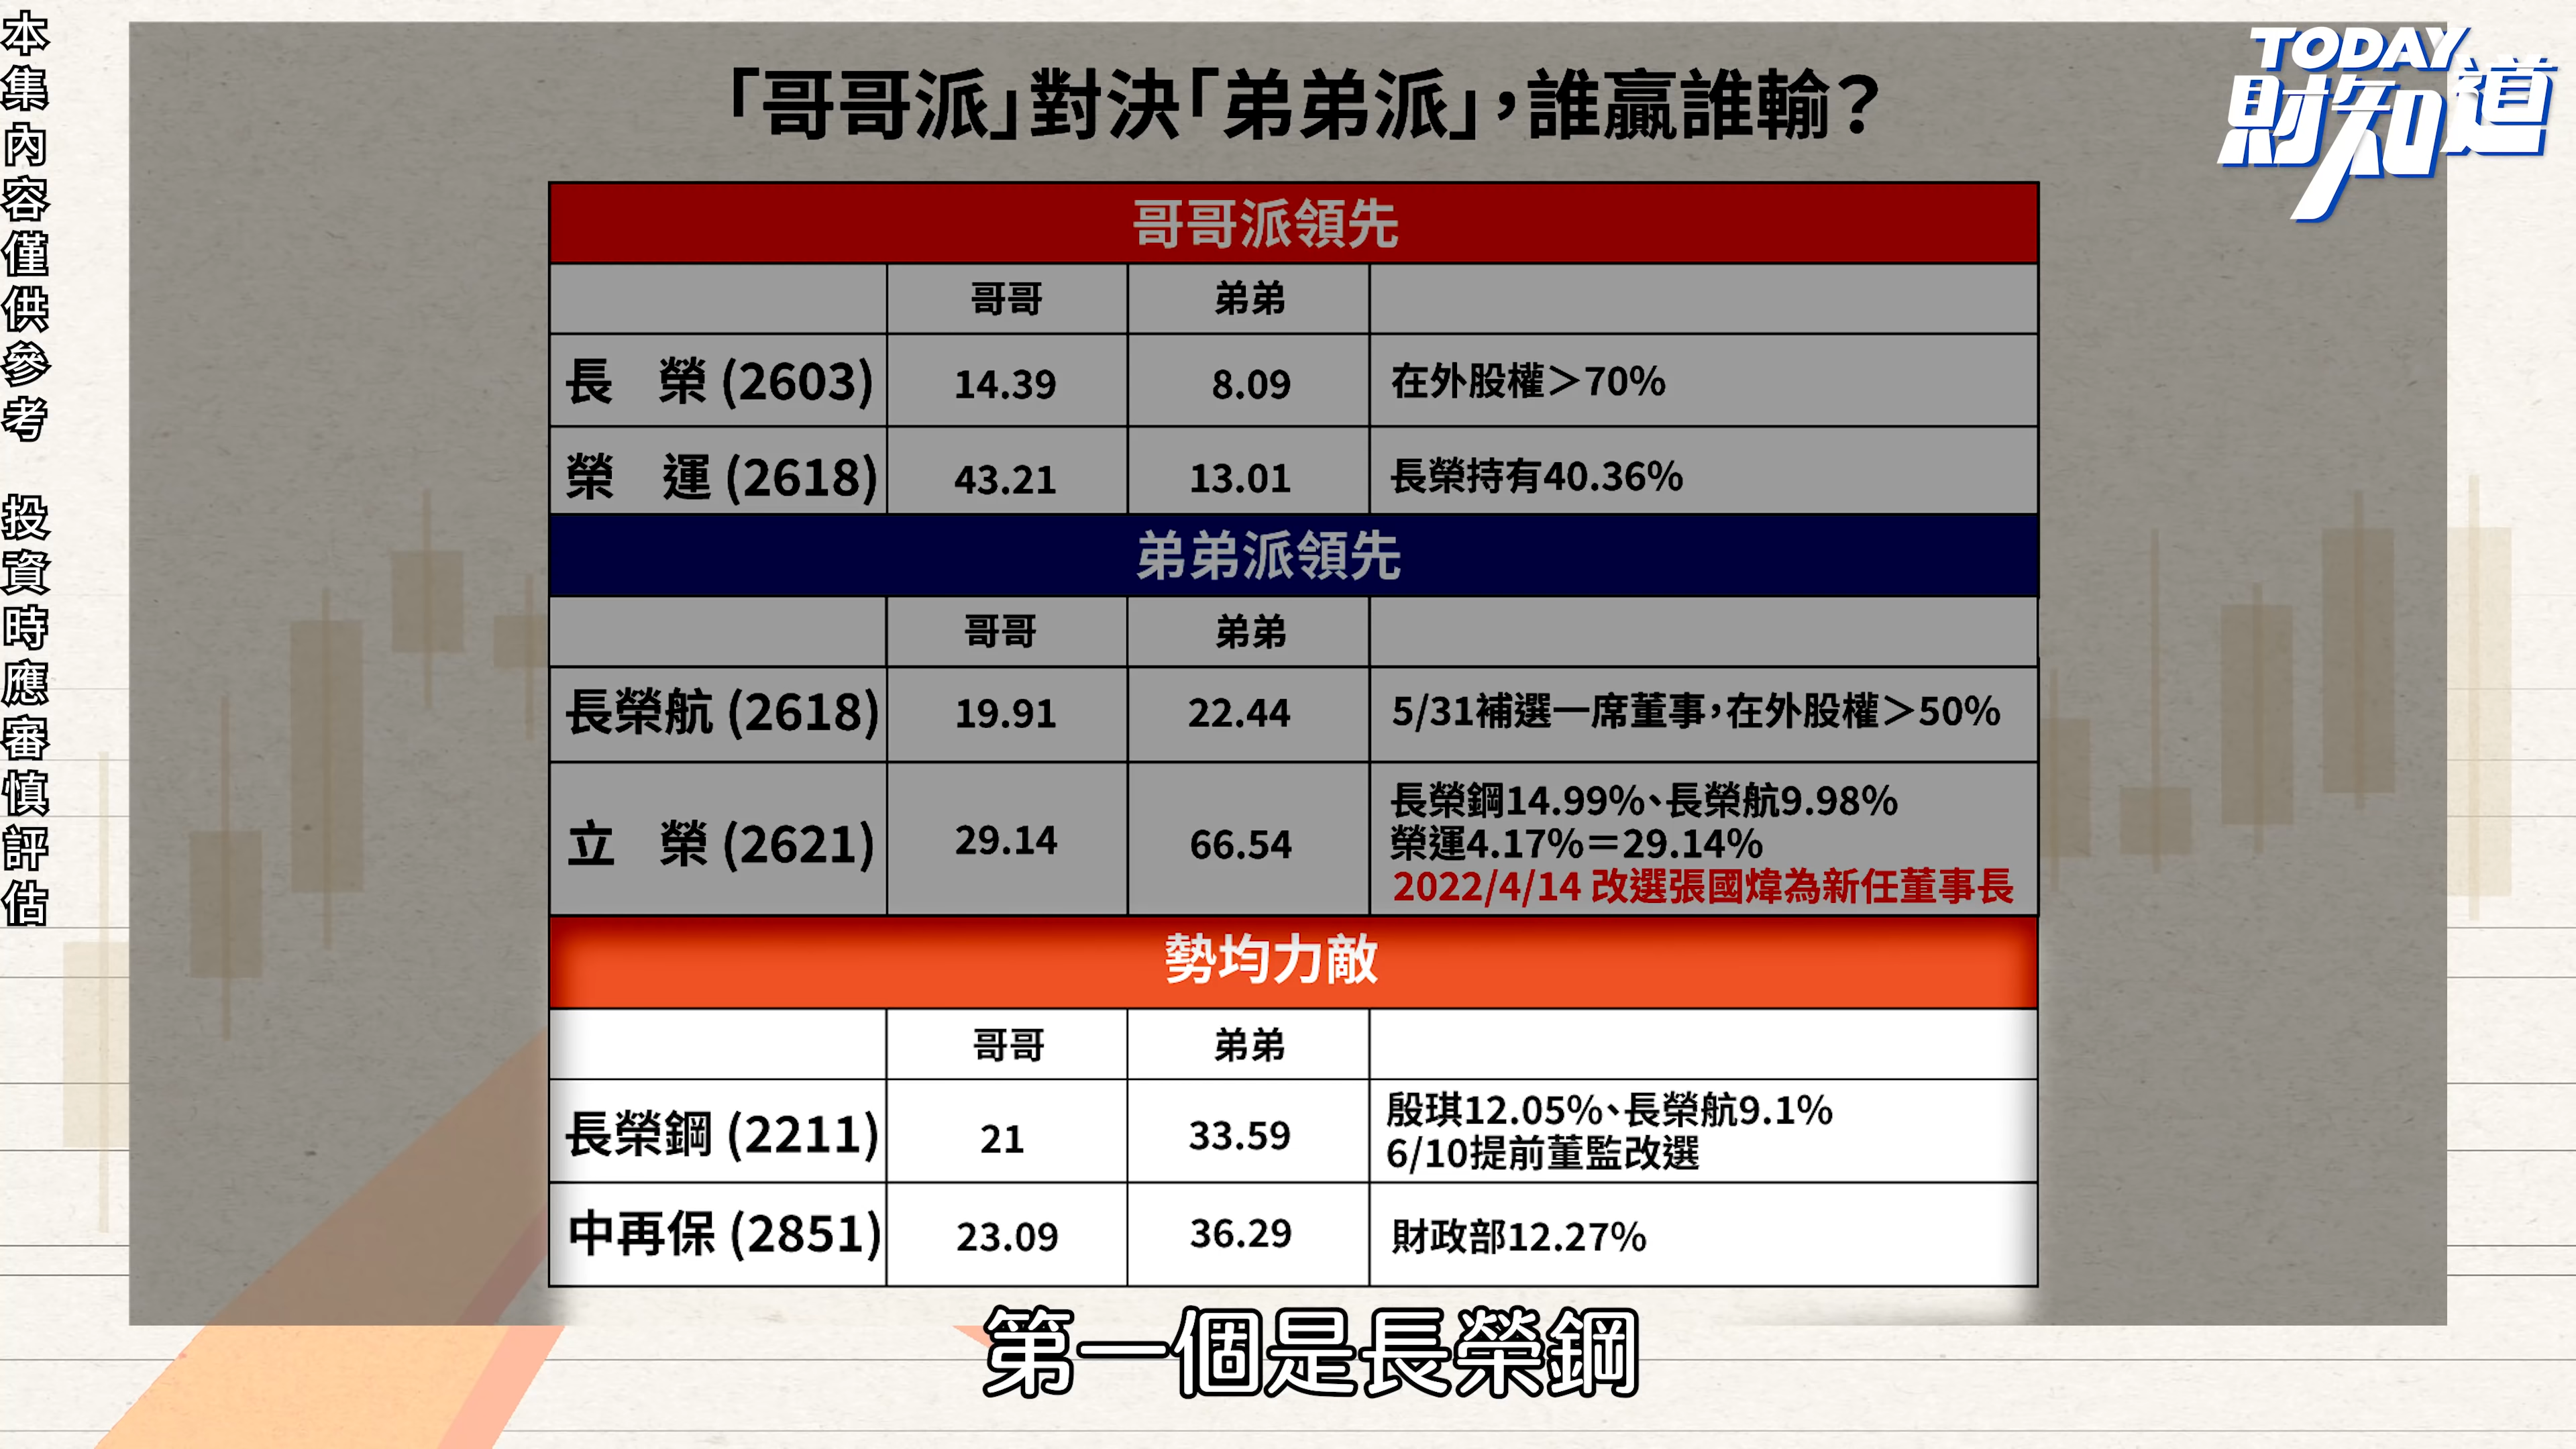 本集內容僅供參考 投資時應審慎評估
TODAY
財知道
「哥哥派」對決「弟弟派」，誰贏誰輸？
哥哥派領先
哥哥 弟弟
長 榮 (2603) 14.39 8.09 在外股權＞70%
榮 運 (2618) 43.21 13.01 長榮持有40.36%
弟弟派領先
哥哥 弟弟
長榮航 (2618) 19.91 22.44 5/31補選一席董事，在外股權＞50%
立 榮 (2621) 29.14 66.54 長榮鋼14.99%、長榮航9.98%
榮運4.17%＝29.14%
2022/4/14 改選張國煒為新任董事長
勢均力敵
哥哥 弟弟
長榮鋼 (2211) 21 33.59 殷琪12.05%、長榮航9.1%
6/10提前董監改選
中再保 (2851) 23.09 36.29 財政部12.27%
第一個是長榮鋼